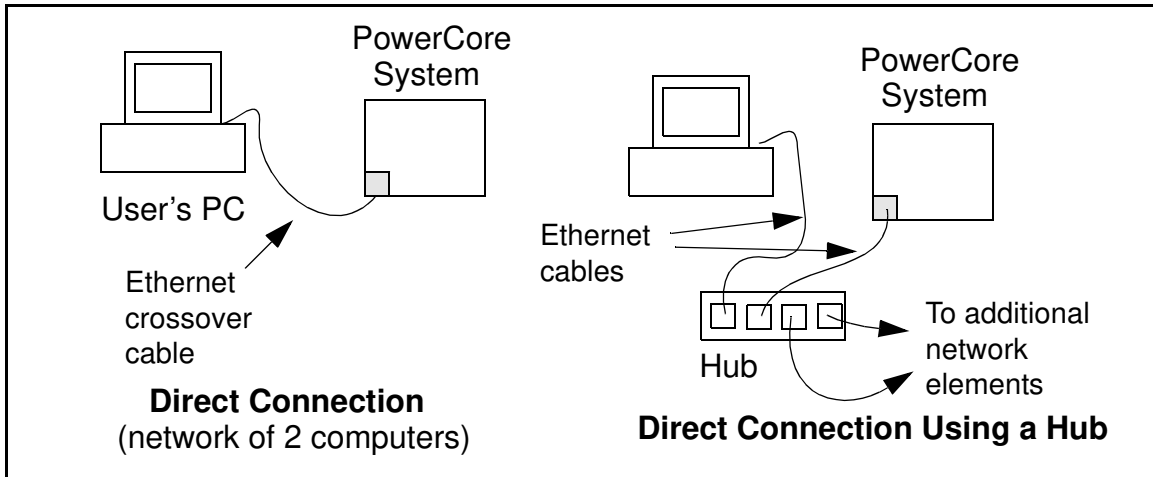 PowerCore
System
User's PC
Ethernet
crossover
cable
Direct Connection
(network of 2 computers)
PowerCore
System
Ethernet
cables
Hub
To additional
network
elements
Direct Connection Using a Hub